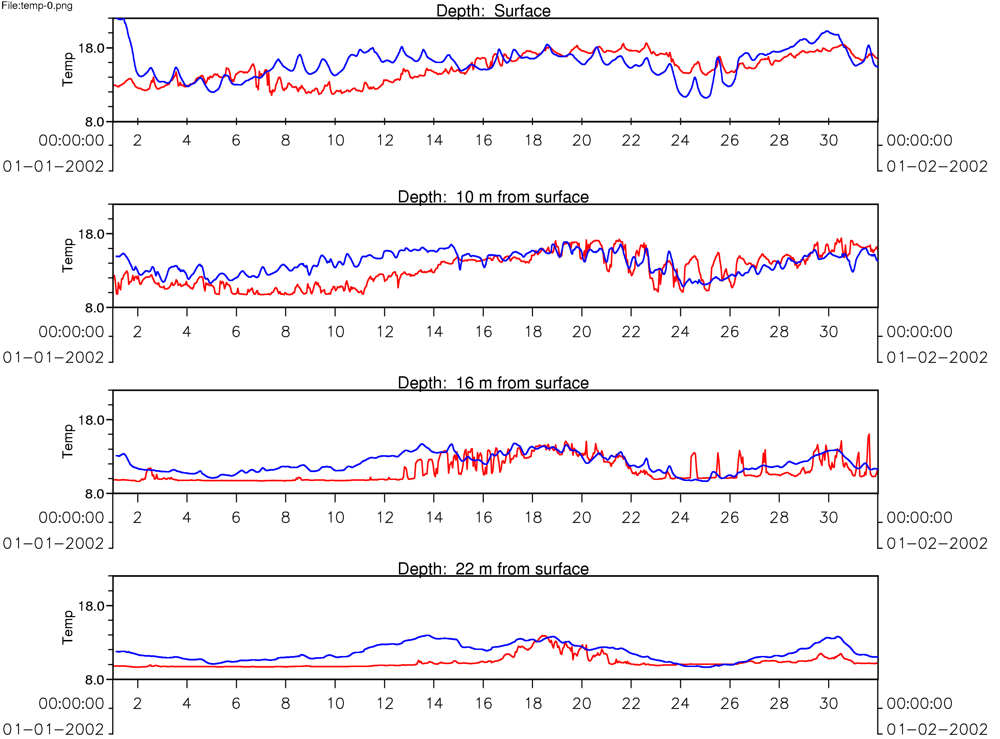 File:temp-0.png
Depth:  Surface
Temp
18.0
8.0
00:00:00 2 4 6 8 10 12 14 16 18 20 22 24 26 28 30 00:00:00
01-01-2002 01-02-2002
Depth:  10 m from surface
Temp
18.0
8.0
00:00:00 2 4 6 8 10 12 14 16 18 20 22 24 26 28 30 00:00:00
01-01-2002 01-02-2002
Depth:  16 m from surface
Temp
18.0
8.0
00:00:00 2 4 6 8 10 12 14 16 18 20 22 24 26 28 30 00:00:00
01-01-2002 01-02-2002
Depth:  22 m from surface
Temp
18.0
8.0
00:00:00 2 4 6 8 10 12 14 16 18 20 22 24 26 28 30 00:00:00
01-01-2002 01-02-2002